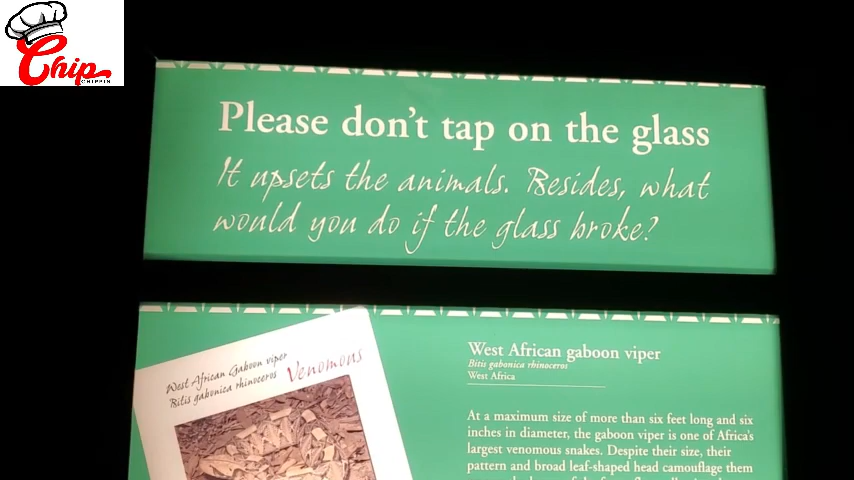 Chip
CHIPPIN
Please don't tap on the glass
It upsets the animals. Besides, what
would you do if the glass broke?
West African Gaboon viper
Bitis gabonica rhinoceros
Venomous
West African gaboon viper
Bitis gabonica rhinoceros
West Africa
At a maximum size of more than six feet long and six
inches in diameter, the gaboon viper is one of Africa's
largest venomous snakes. Despite their size, their
pattern and broad leaf-shaped head camouflage them